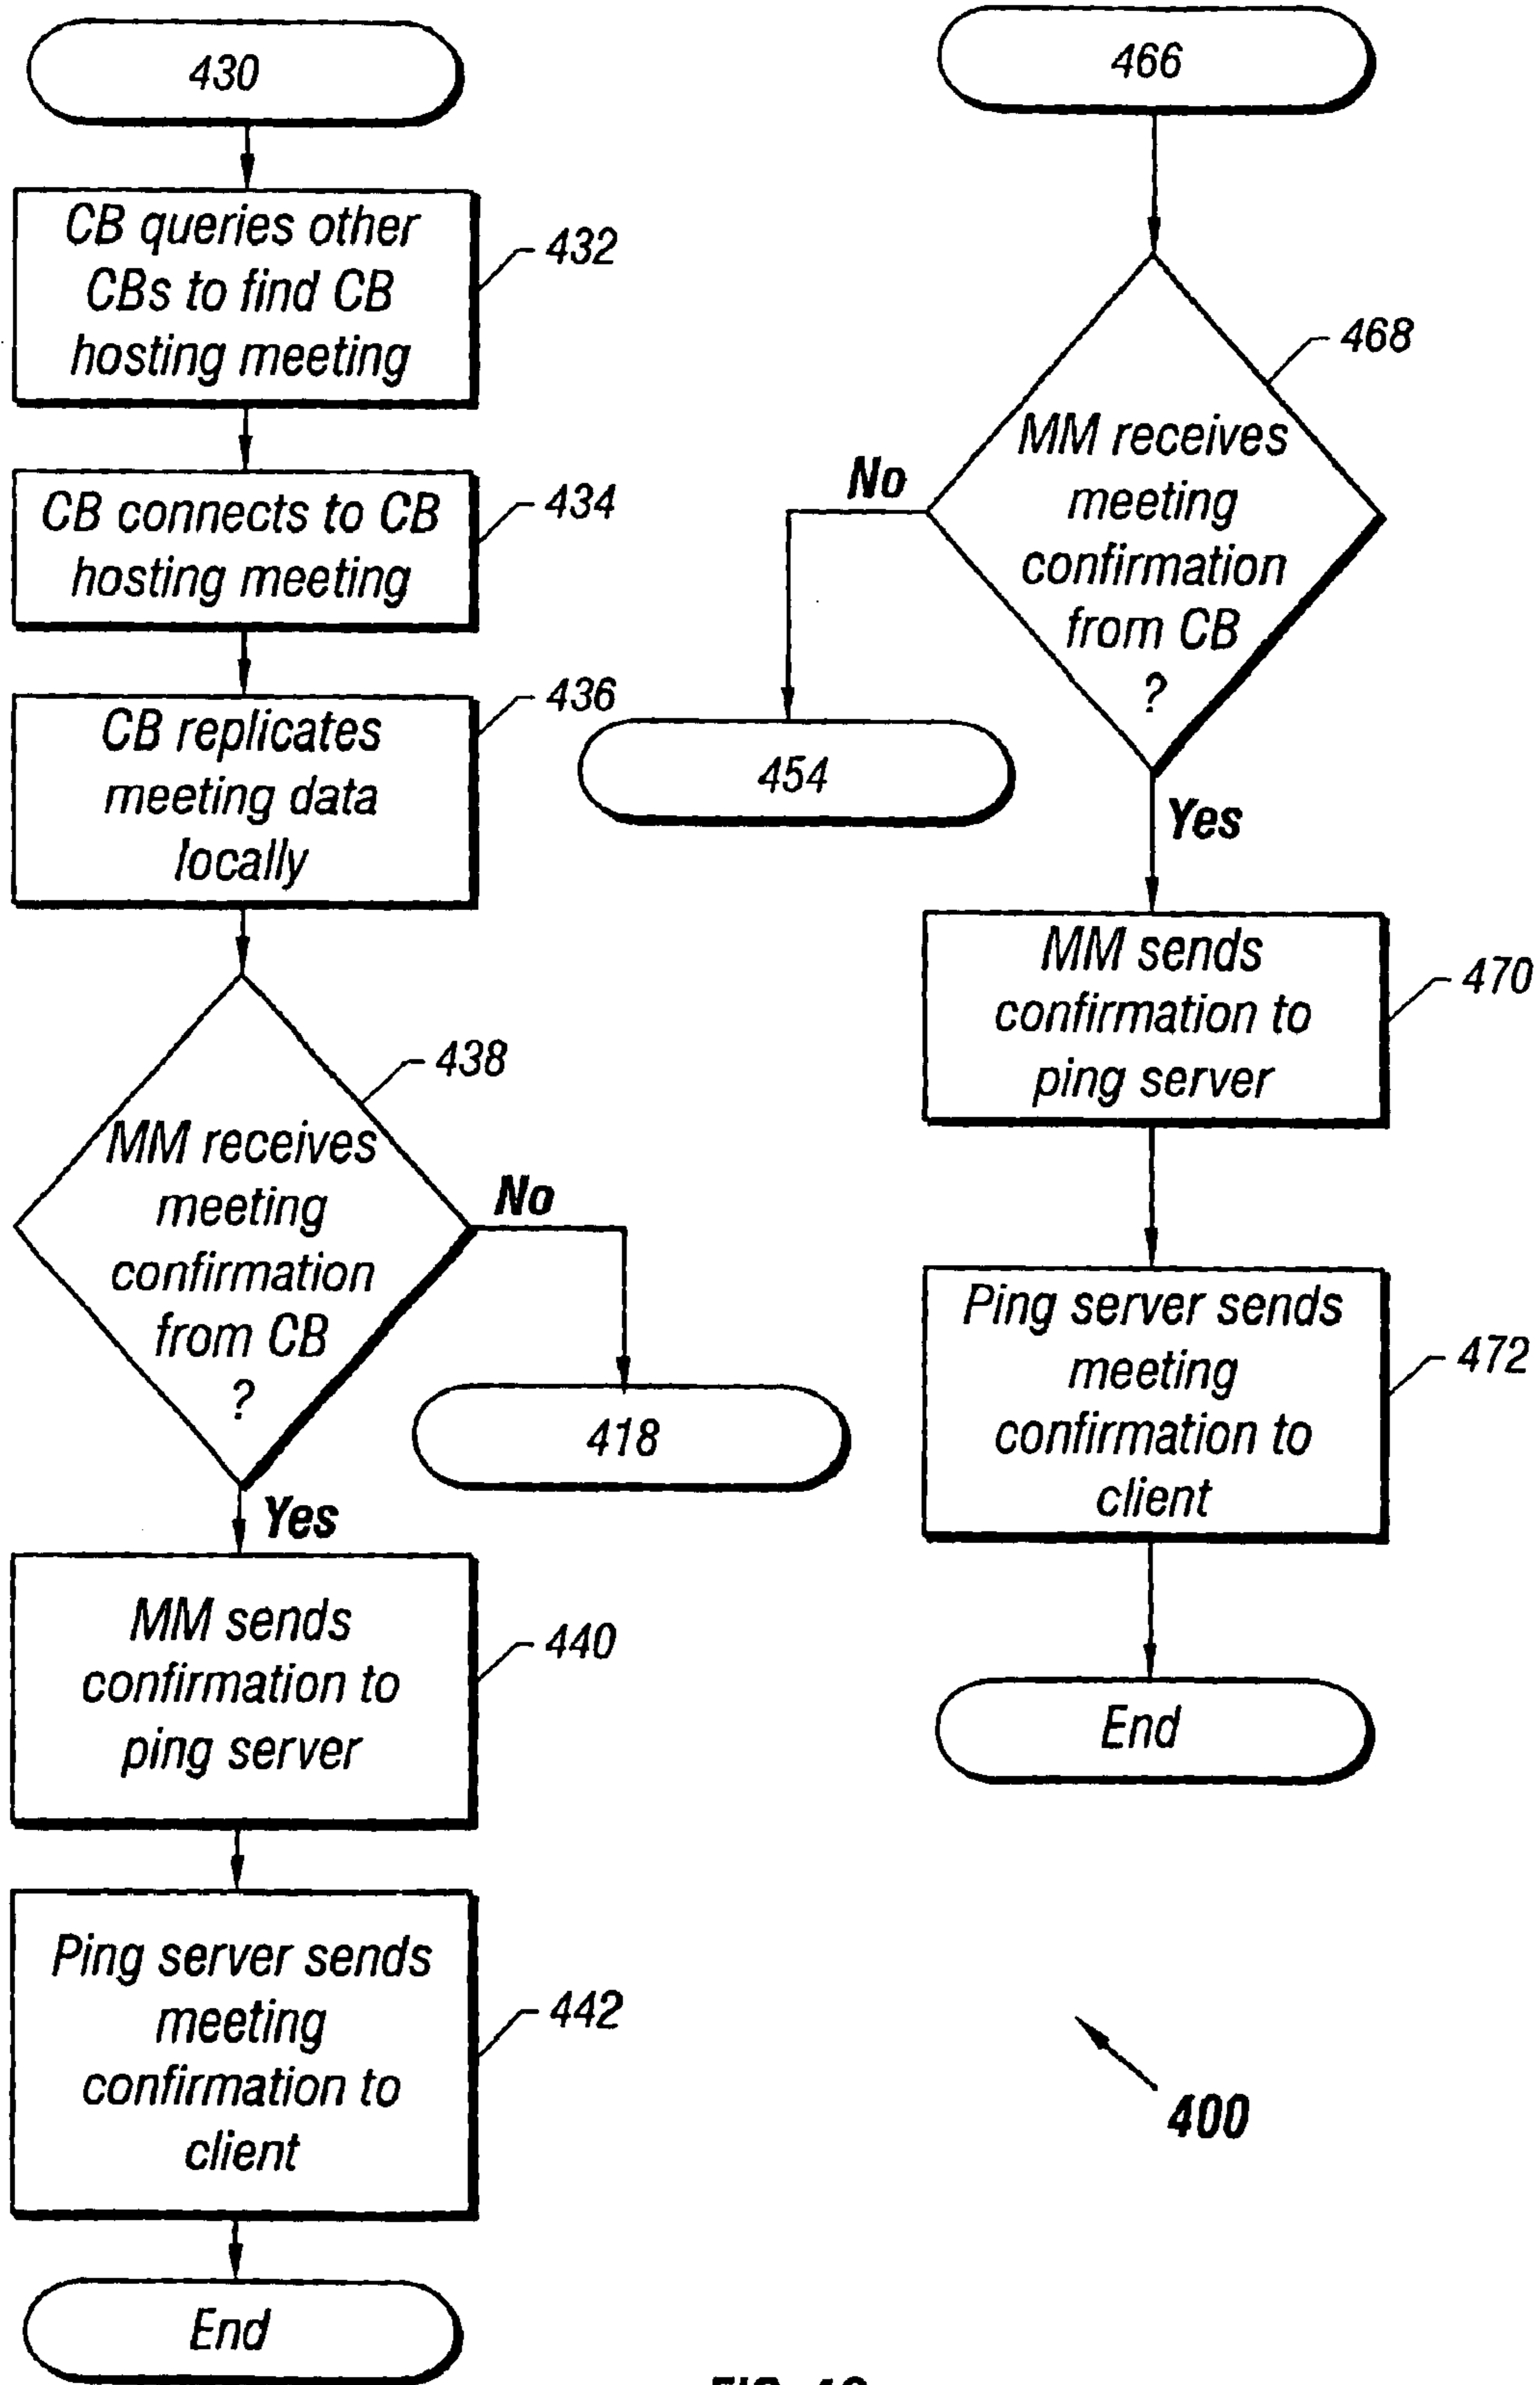 430
CB queries other
CBs to find CB
hosting meeting
432
CB connects to CB
hosting meeting
434
CB replicates
meeting data
locally
436
MM receives
meeting
confirmation
from CB
?
438
No
418
Yes
MM sends
confirmation to
ping server
440
Ping server sends
meeting
confirmation to
client
442
End
466
MM receives
meeting
confirmation
from CB
?
468
No
454
Yes
MM sends
confirmation to
ping server
470
Ping server sends
meeting
confirmation to
client
472
End
400